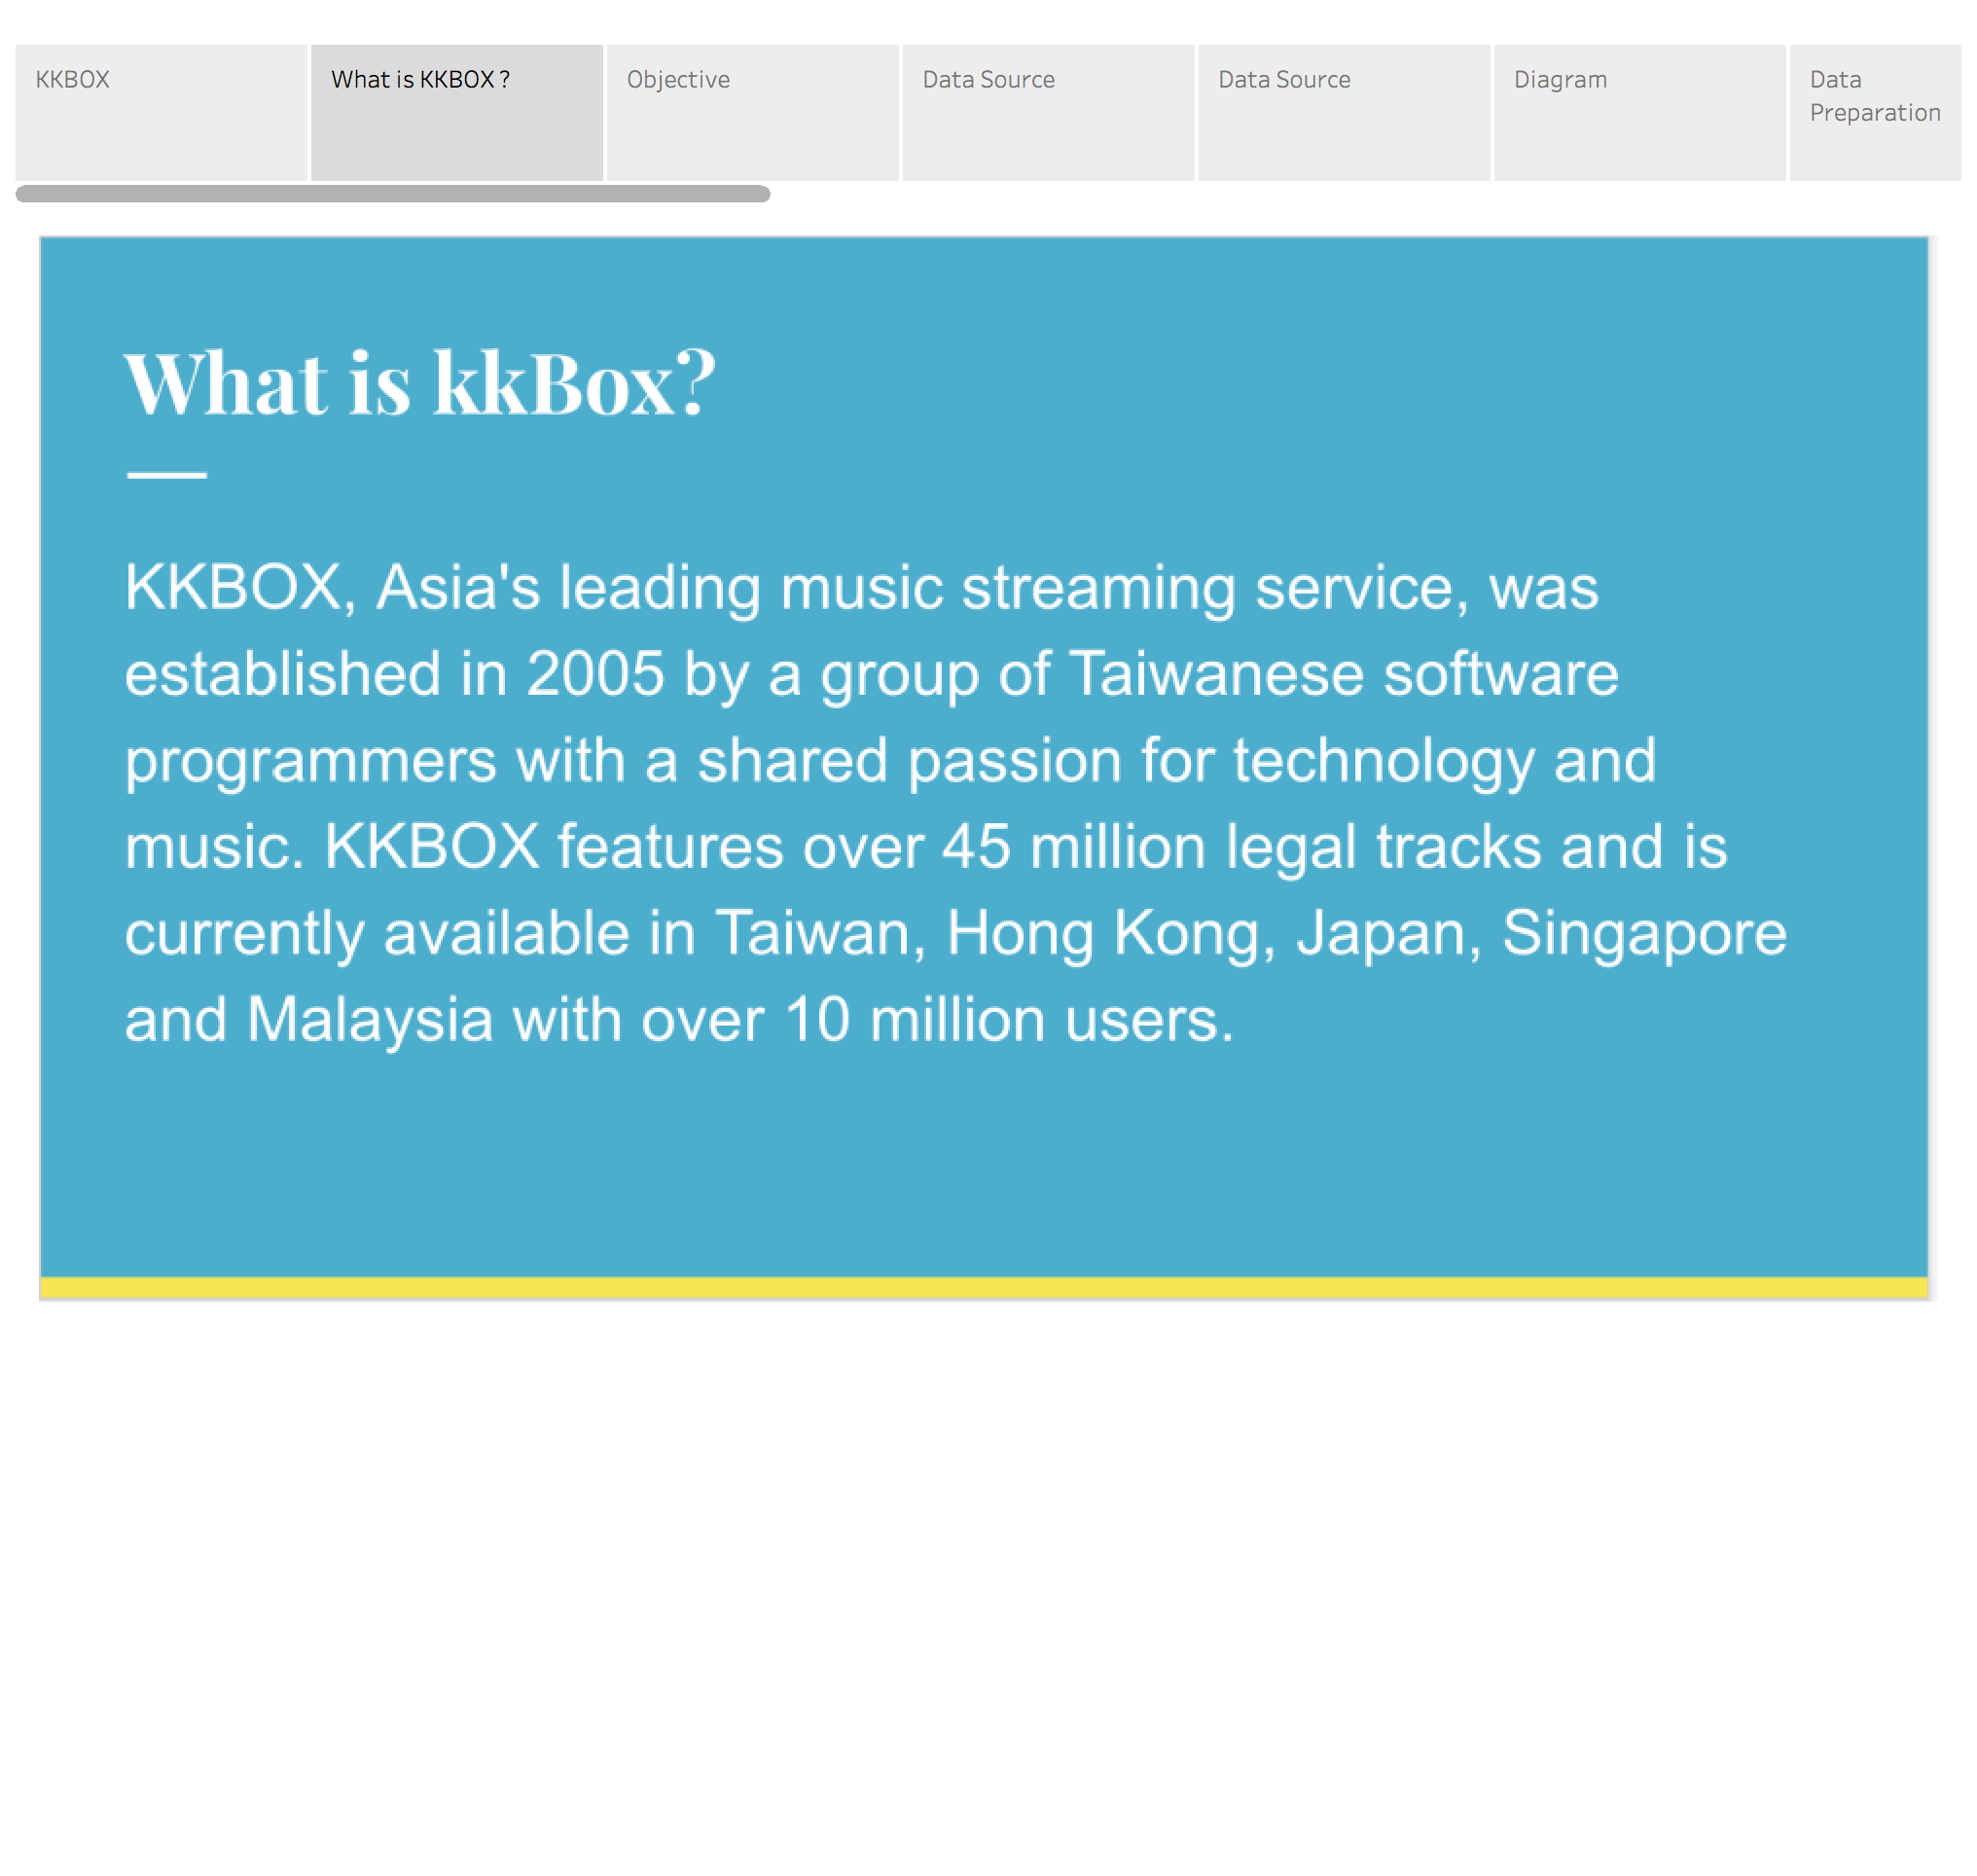 KKBOX
What is KKBOX ?
Objective
Data Source
Data Source
Diagram
Data
Preparation
What is kkBox?
KKBOX, Asia's leading music streaming service, was
established in 2005 by a group of Taiwanese software
programmers with a shared passion for technology and
music. KKBOX features over 45 million legal tracks and is
currently available in Taiwan, Hong Kong, Japan, Singapore
and Malaysia with over 10 million users.